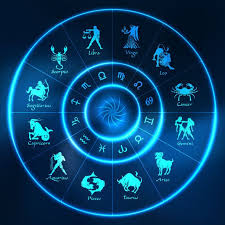 Libra
Virgo
Leo
Scorpio
Cancer
Sagittarius
Gemini
Capricorn
Aquarius
Aries
Pisces
Taurus